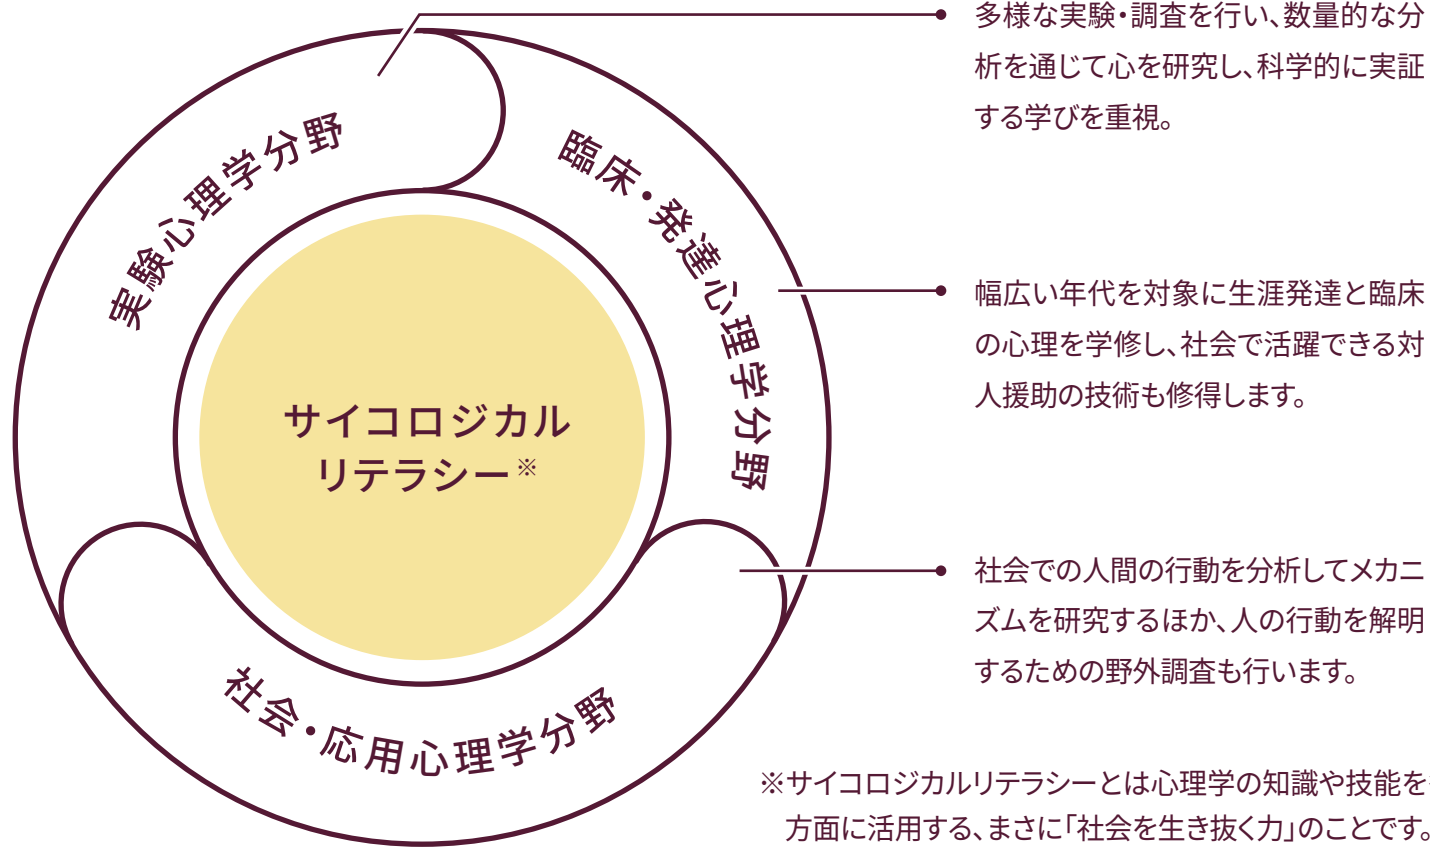 多様な実験・調査を行い、数量的な分
析を通じて心を研究し、科学的に実証
する学びを重視。
実験心理学分野
臨床・発達心理学分野
幅広い年代を対象に生涯発達と臨床
の心理を学修し、社会で活躍できる対
人援助の技術も修得します。
サイコロジカル
リテラシー※
社会での人間の行動を分析してメカニ
ズムを研究するほか、人の行動を解明
するための野外調査も行います。
社会・応用心理学分野
※サイコロジカルリテラシーとは心理学の知識や技能を
方面に活用する、まさに「社会を生き抜く力」のことです。